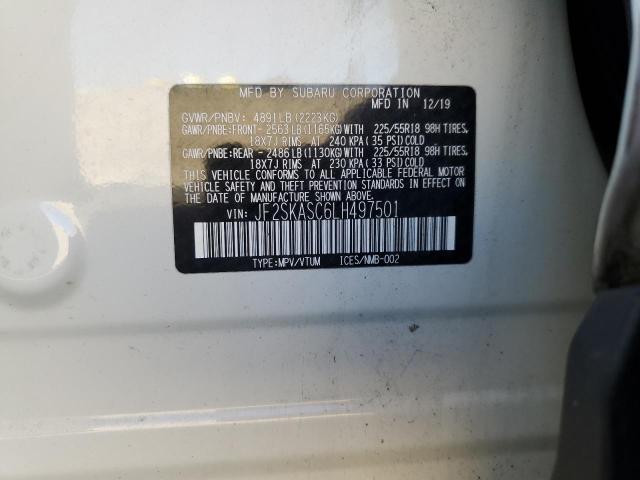 MFD BY SUBARU CORPORATION
MFD IN 12/19
GVWR/PNBV: 4891LB(2223KG)
GAWR/PNBE:FRONT- 2563LB(1165KG)WITH 225/55R18 98H TIRES,
18X7J RIMS AT 240 KPA (35 PSI)COLD
GAWR/PNBE:REAR - 2486LB(1130KG)WITH 225/55R18 98H TIRES,
18X7J RIMS AT 230 KPA (33 PSI)COLD
THIS VEHICLE CONFORMS TO ALL APPLICABLE FEDERAL MOTOR
VEHICLE SAFETY AND THEFT PREVENTION STANDARDS IN EFFECT ON
THE DATE OF MANUFACTURE SHOWN ABOVE.
VIN: JF2SKASC6LH497501
TYPE:MPV/VTUM ICES/NMB-002